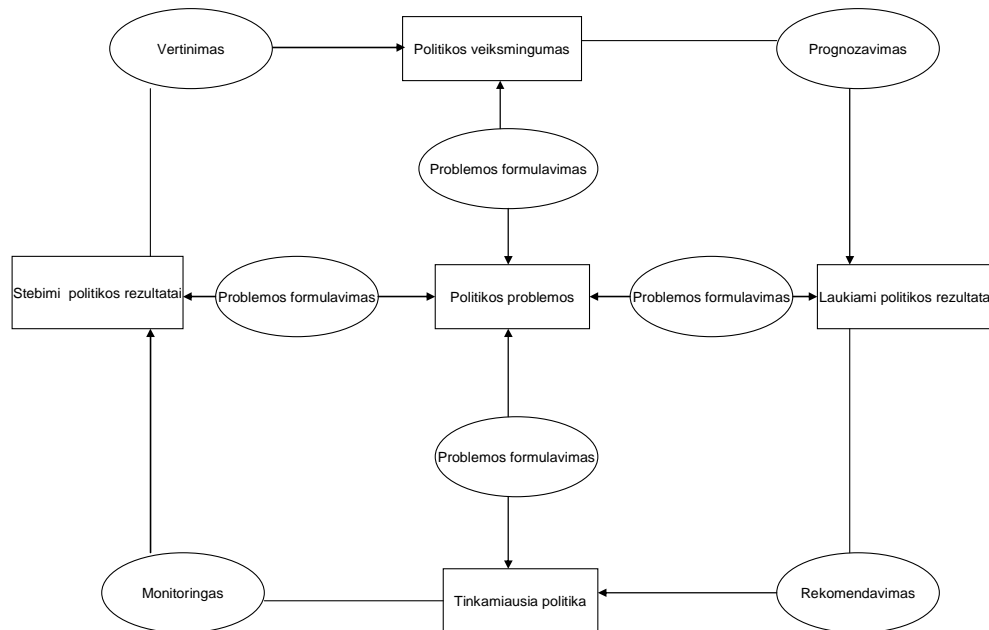 Vertinimas
Politikos veiksmingumas
Prognozavimas
Problemos formulavimas
Stebimi politikos rezultatai
Problemos formulavimas
Politikos problemos
Problemos formulavimas
Laukiami politikos rezultatai
Problemos formulavimas
Monitoringas
Tinkamiausia politika
Rekomendavimas